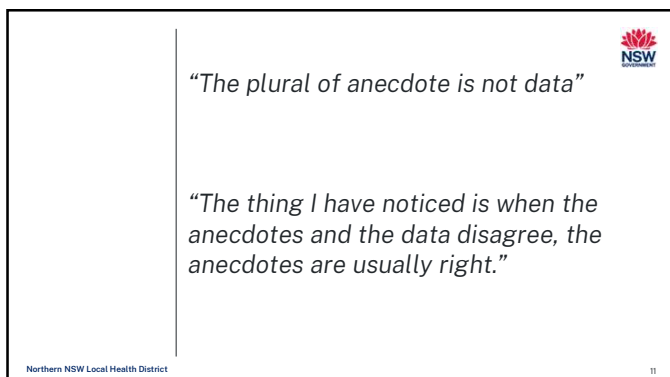 NSW
GOVERNMENT
“The plural of anecdote is not data”
“The thing I have noticed is when the
anecdotes and the data disagree, the
anecdotes are usually right.”
Northern NSW Local Health District
11